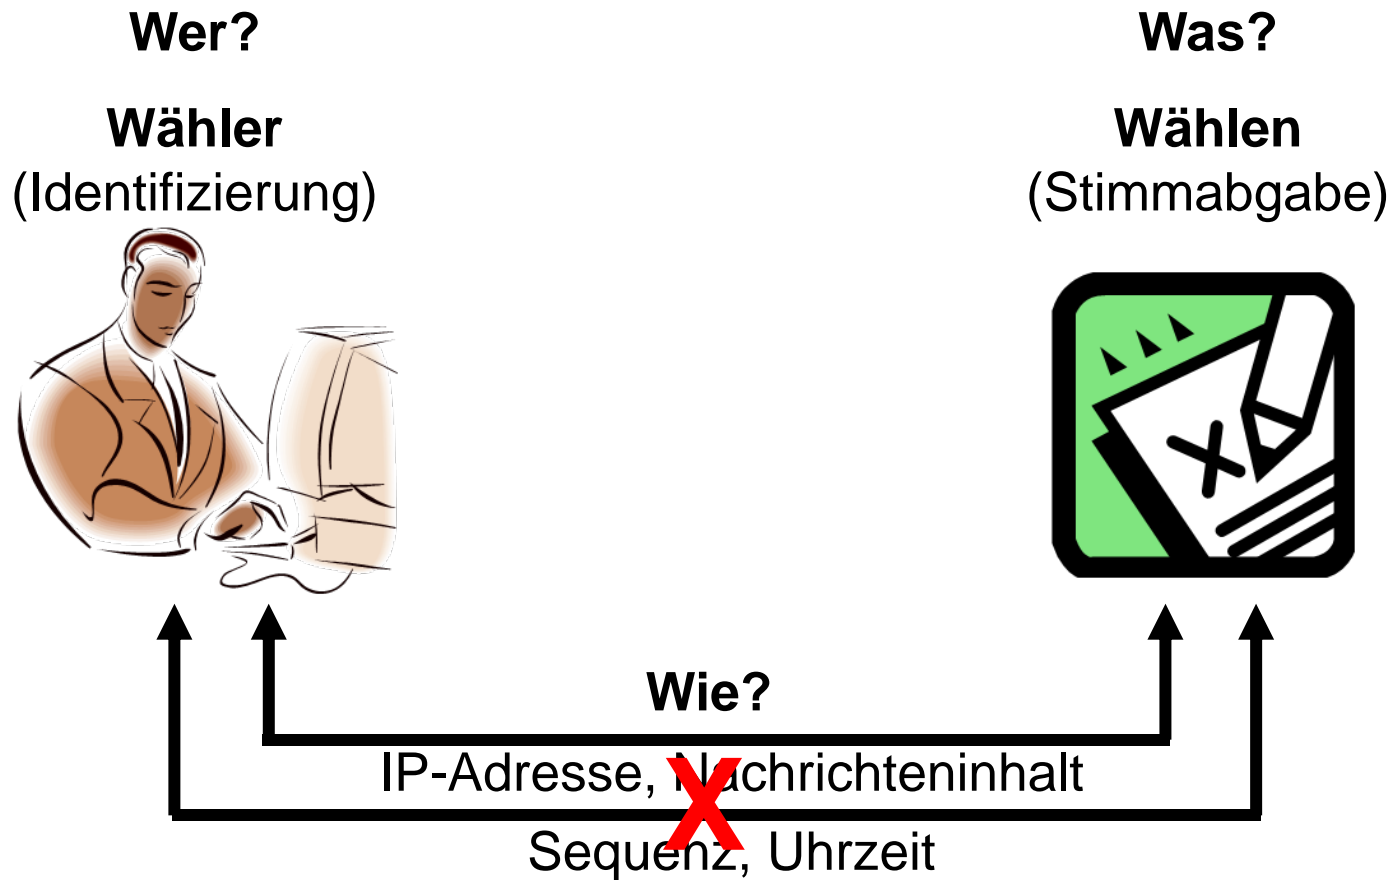 Wer?
Wähler
(Identifizierung)
Was?
Wählen
(Stimmabgabe)
X
Wie?
IP-Adresse, Nachrichteninhalt
X
Sequenz, Uhrzeit